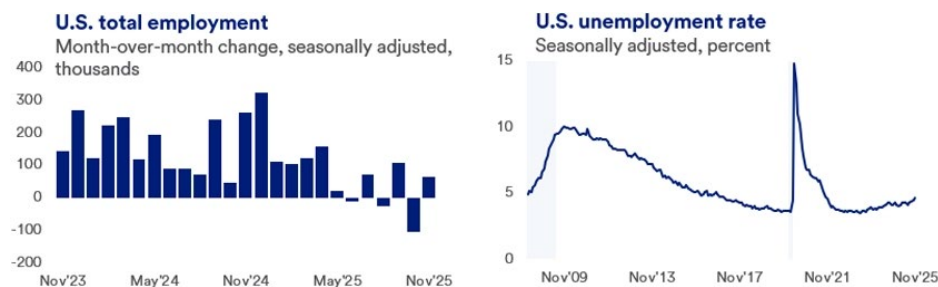 U.S. total employment
Month-over-month change, seasonally adjusted,
thousands
400
300
200
100
0
-100
-200
Nov'23 May'24 Nov'24 May'25 Nov'25
U.S. unemployment rate
Seasonally adjusted, percent
15
10
5
0
Nov'09 Nov'13 Nov'17 Nov'21 Nov'25